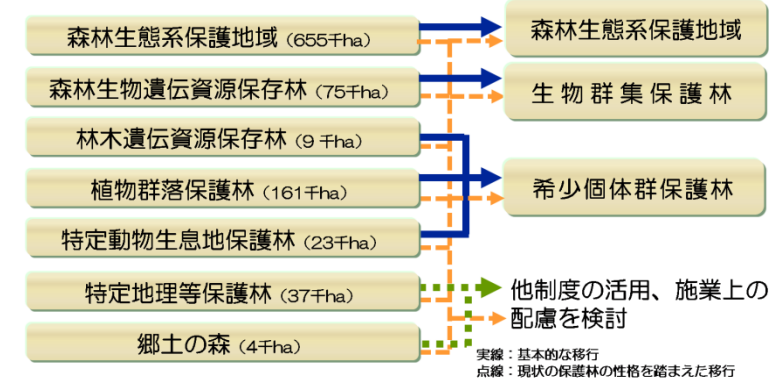 森林生態系保護地域（655千ha）
森林生物遺伝資源保存林（75千ha）
林木遺伝資源保存林（9 千ha）
植物群落保護林（161千ha）
特定動物生息地保護林（23千ha）
特定地理等保護林（37千ha）
郷土の森（4千ha）
森林生態系保護地域
生物群集保護林
希少個体群保護林
他制度の活用、施業上の
配慮を検討
実線：基本的な移行
点線：現状の保護林の性格を踏まえた移行